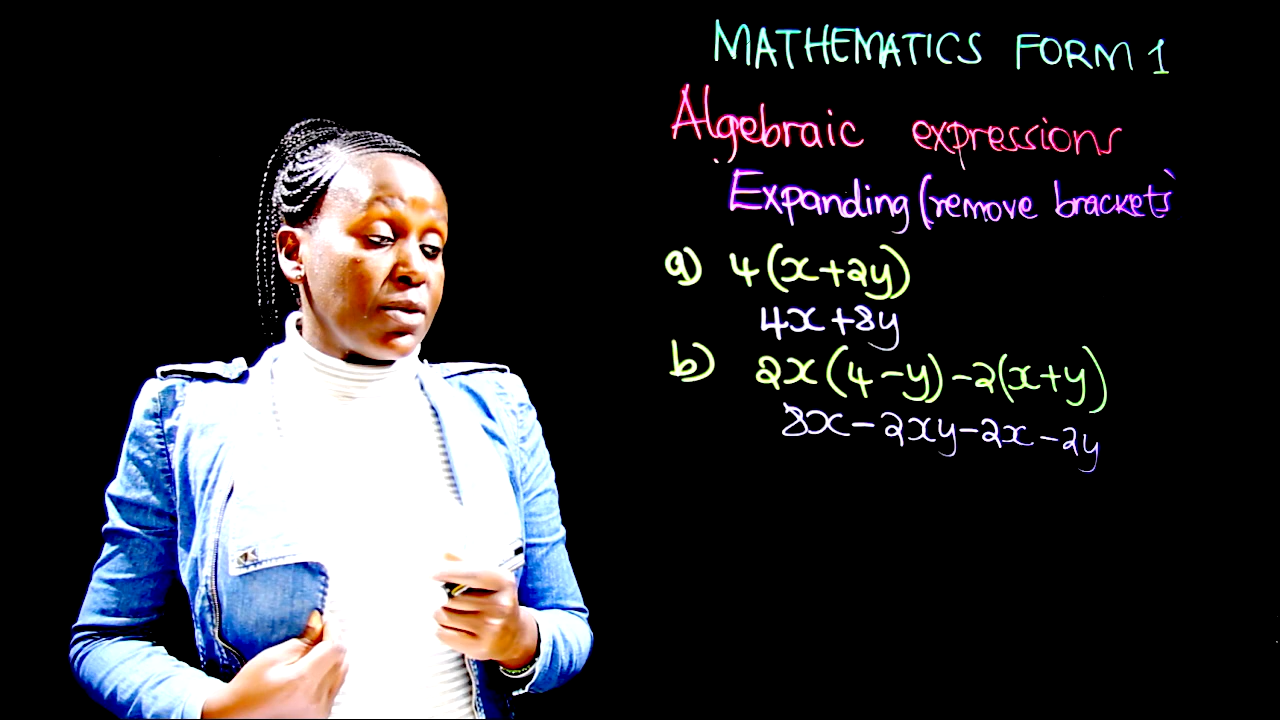 MATHEMATICS FORM 1
Algebraic expressions
Expanding (remove brackets)
a) 4(x+2y)
4x+8y
b) 2x(4-y)-2(x+y)
8x-2xy-2x-2y